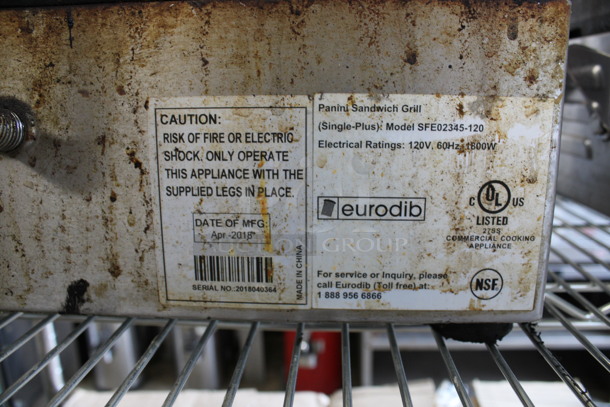 CAUTION:
RISK OF FIRE OR ELECTRIC
SHOCK. ONLY OPERATE
THIS APPLIANCE WITH THE
SUPPLIED LEGS IN PLACE.
DATE OF MFG:
Apr -2018
SERIAL NO.:2018040364
MADE IN CHINA
Panini Sandwich Grill
(Single-Plus): Model SFE02345-120
Electrical Ratings: 120V, 60Hz, 1800W
eurodib
C UL US
LISTED
278S
COMMERCIAL COOKING
APPLIANCE
GROUP
For service or Inquiry, please
call Eurodib (Toll free) at:
1 888 956 6866
NSF